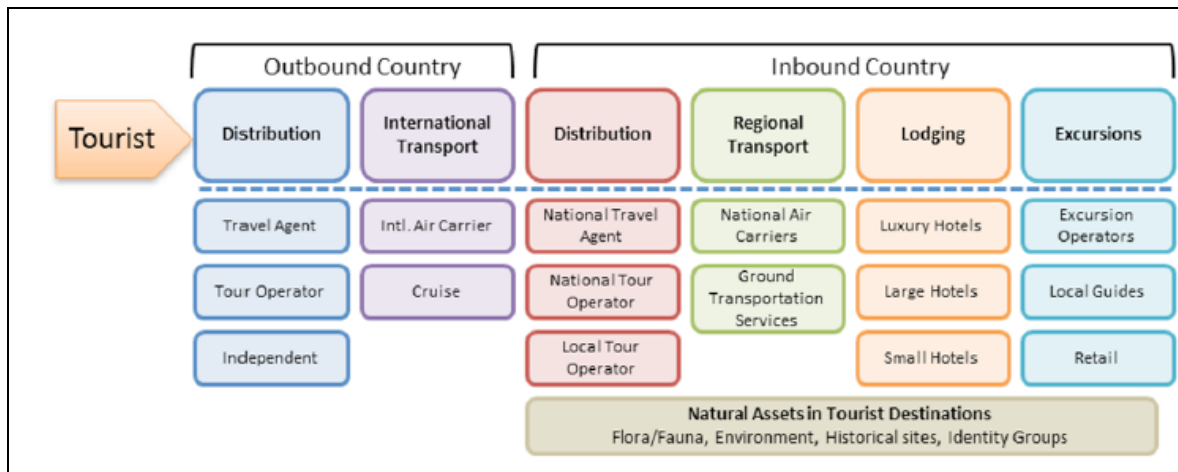 Outbound Country
Inbound Country
Tourist
Distribution
International
Transport
Distribution
Regional
Transport
Lodging
Excursions
Travel Agent
Intl. Air Carrier
National Travel
Agent
National Air
Carriers
Luxury Hotels
Excursion
Operators
Tour Operator
Cruise
National Tour
Operator
Ground
Transportation
Services
Large Hotels
Local Guides
Independent
Local Tour
Operator
Small Hotels
Retail
Natural Assets in Tourist Destinations
Flora/Fauna, Environment, Historical sites, Identity Groups